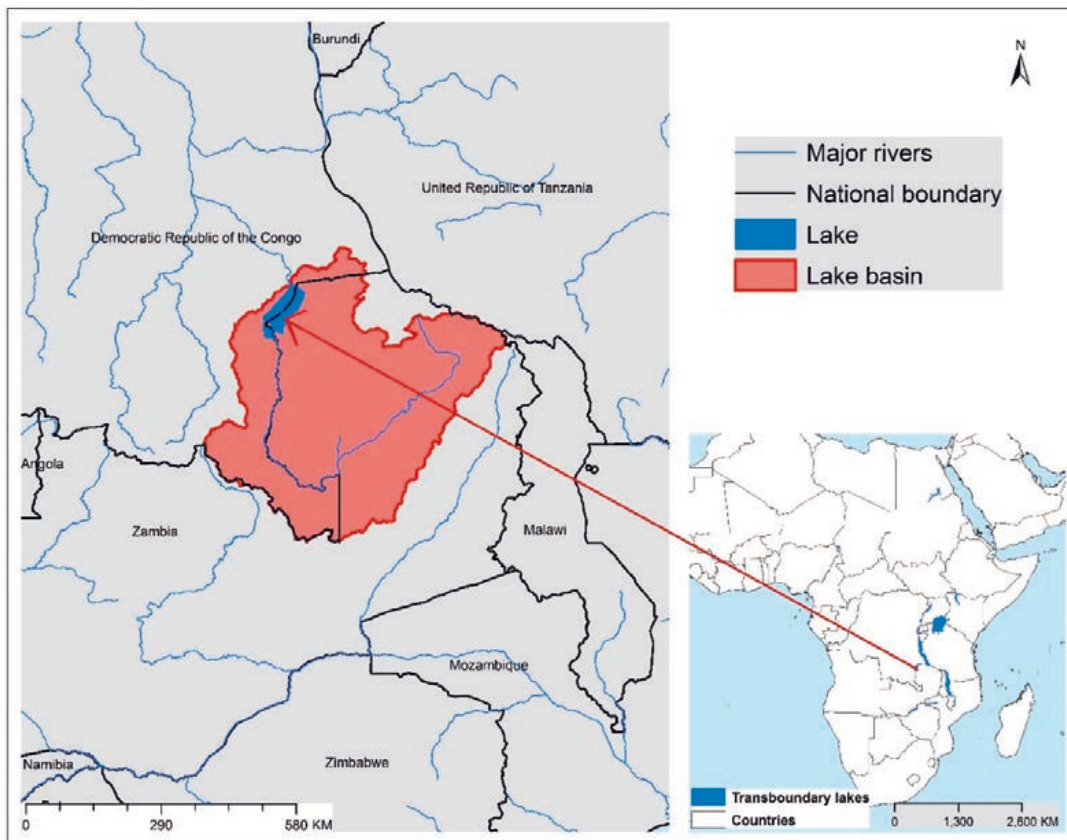 Burundi
N
Major rivers
National boundary
Lake
Lake basin
United Republic of Tanzania
Democratic Republic of the Congo
Angola
Zambia
Malawi
Mozambique
Zimbabwe
Namibia
0 290 580 KM
Transboundary lakes
Countries
0 1,300 2,600 KM